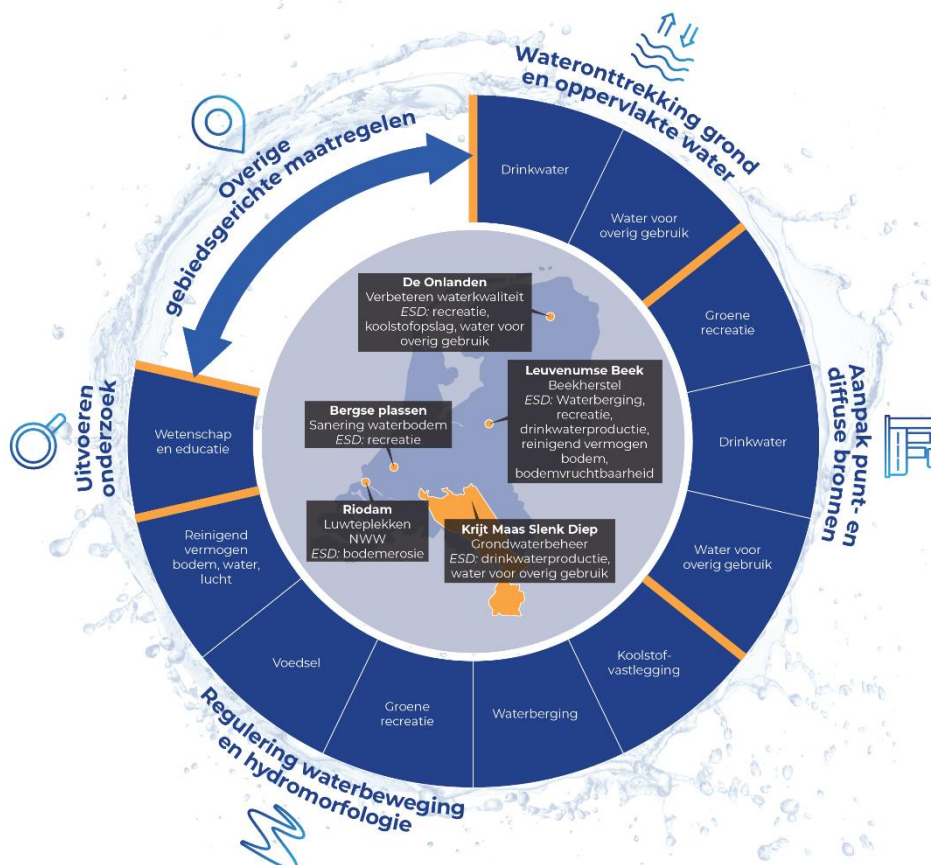 Wateronttrekking grond
en oppervlakte water
Drinkwater
Water voor
overig gebruik
Aanpak punt- en
diffuse bronnen
Groene
recreatie
Drinkwater
Water voor
overig gebruik
Regulering waterbeweging
en hydromorfologie
Koolstof-
vastlegging
Waterberging
Groene
recreatie
Voedsel
Reinigend
vermogen
bodem, water,
lucht
Uitvoeren
onderzoek
Wetenschap
en educatie
Overige
gebiedsgerichte maatregelen
De Onlanden
Verbeteren waterkwaliteit
ESD: recreatie,
koolstofopslag, water voor
overig gebruik
Leuvenumse Beek
Beekherstel
ESD: Waterberging,
recreatie,
drinkwaterproductie,
reinigend vermogen
bodem,
bodemvruchtbaarheid
Bergse plassen
Sanering waterbodem
ESD: recreatie
Riodam
Luwteplekken
NWW
ESD: bodemerosie
Krijt Maas Slenk Diep
Grondwaterbeheer
ESD: drinkwaterproductie,
water voor overig gebruik